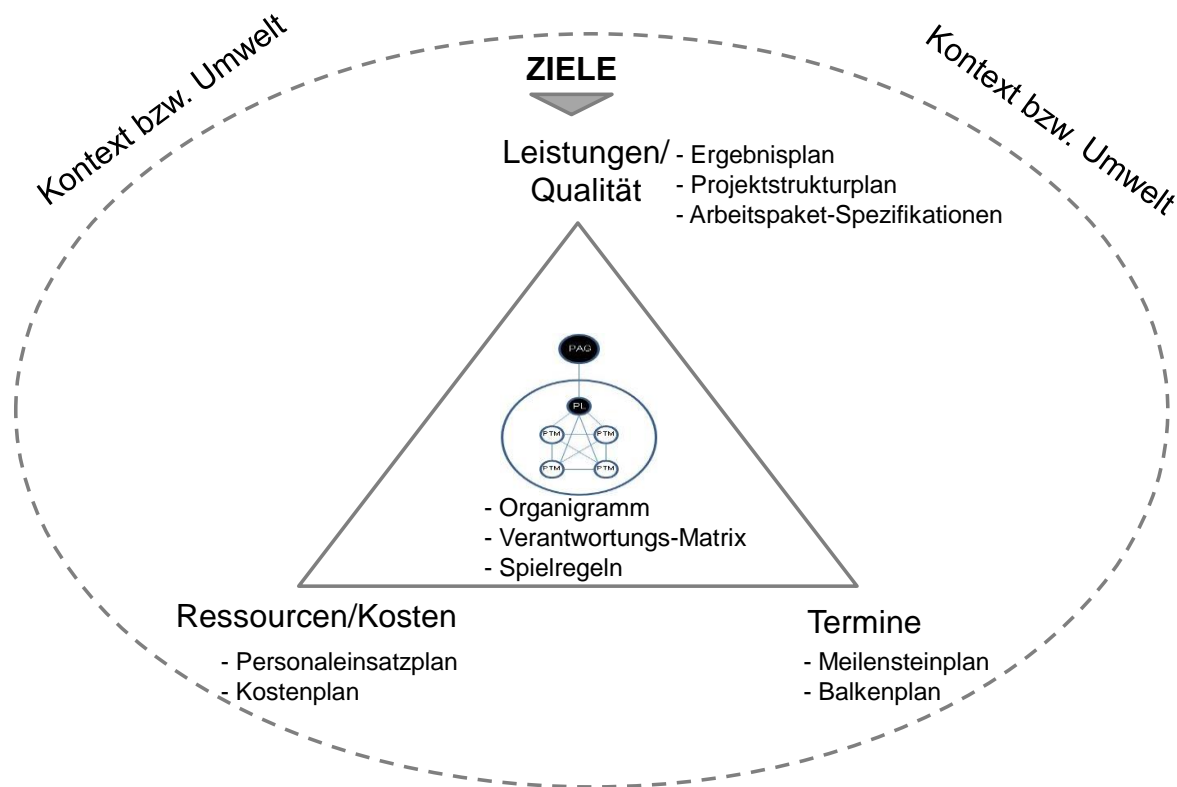 Kontext bzw. Umwelt
Kontext bzw. Umwelt
ZIELE
Leistungen/
Qualität
- Ergebnisplan
- Projektstrukturplan
- Arbeitspaket-Spezifikationen
PAG
PL
PTM PTM
PTM PTM
- Organigramm
- Verantwortungs-Matrix
- Spielregeln
Ressourcen/Kosten
- Personaleinsatzplan
- Kostenplan
Termine
- Meilensteinplan
- Balkenplan